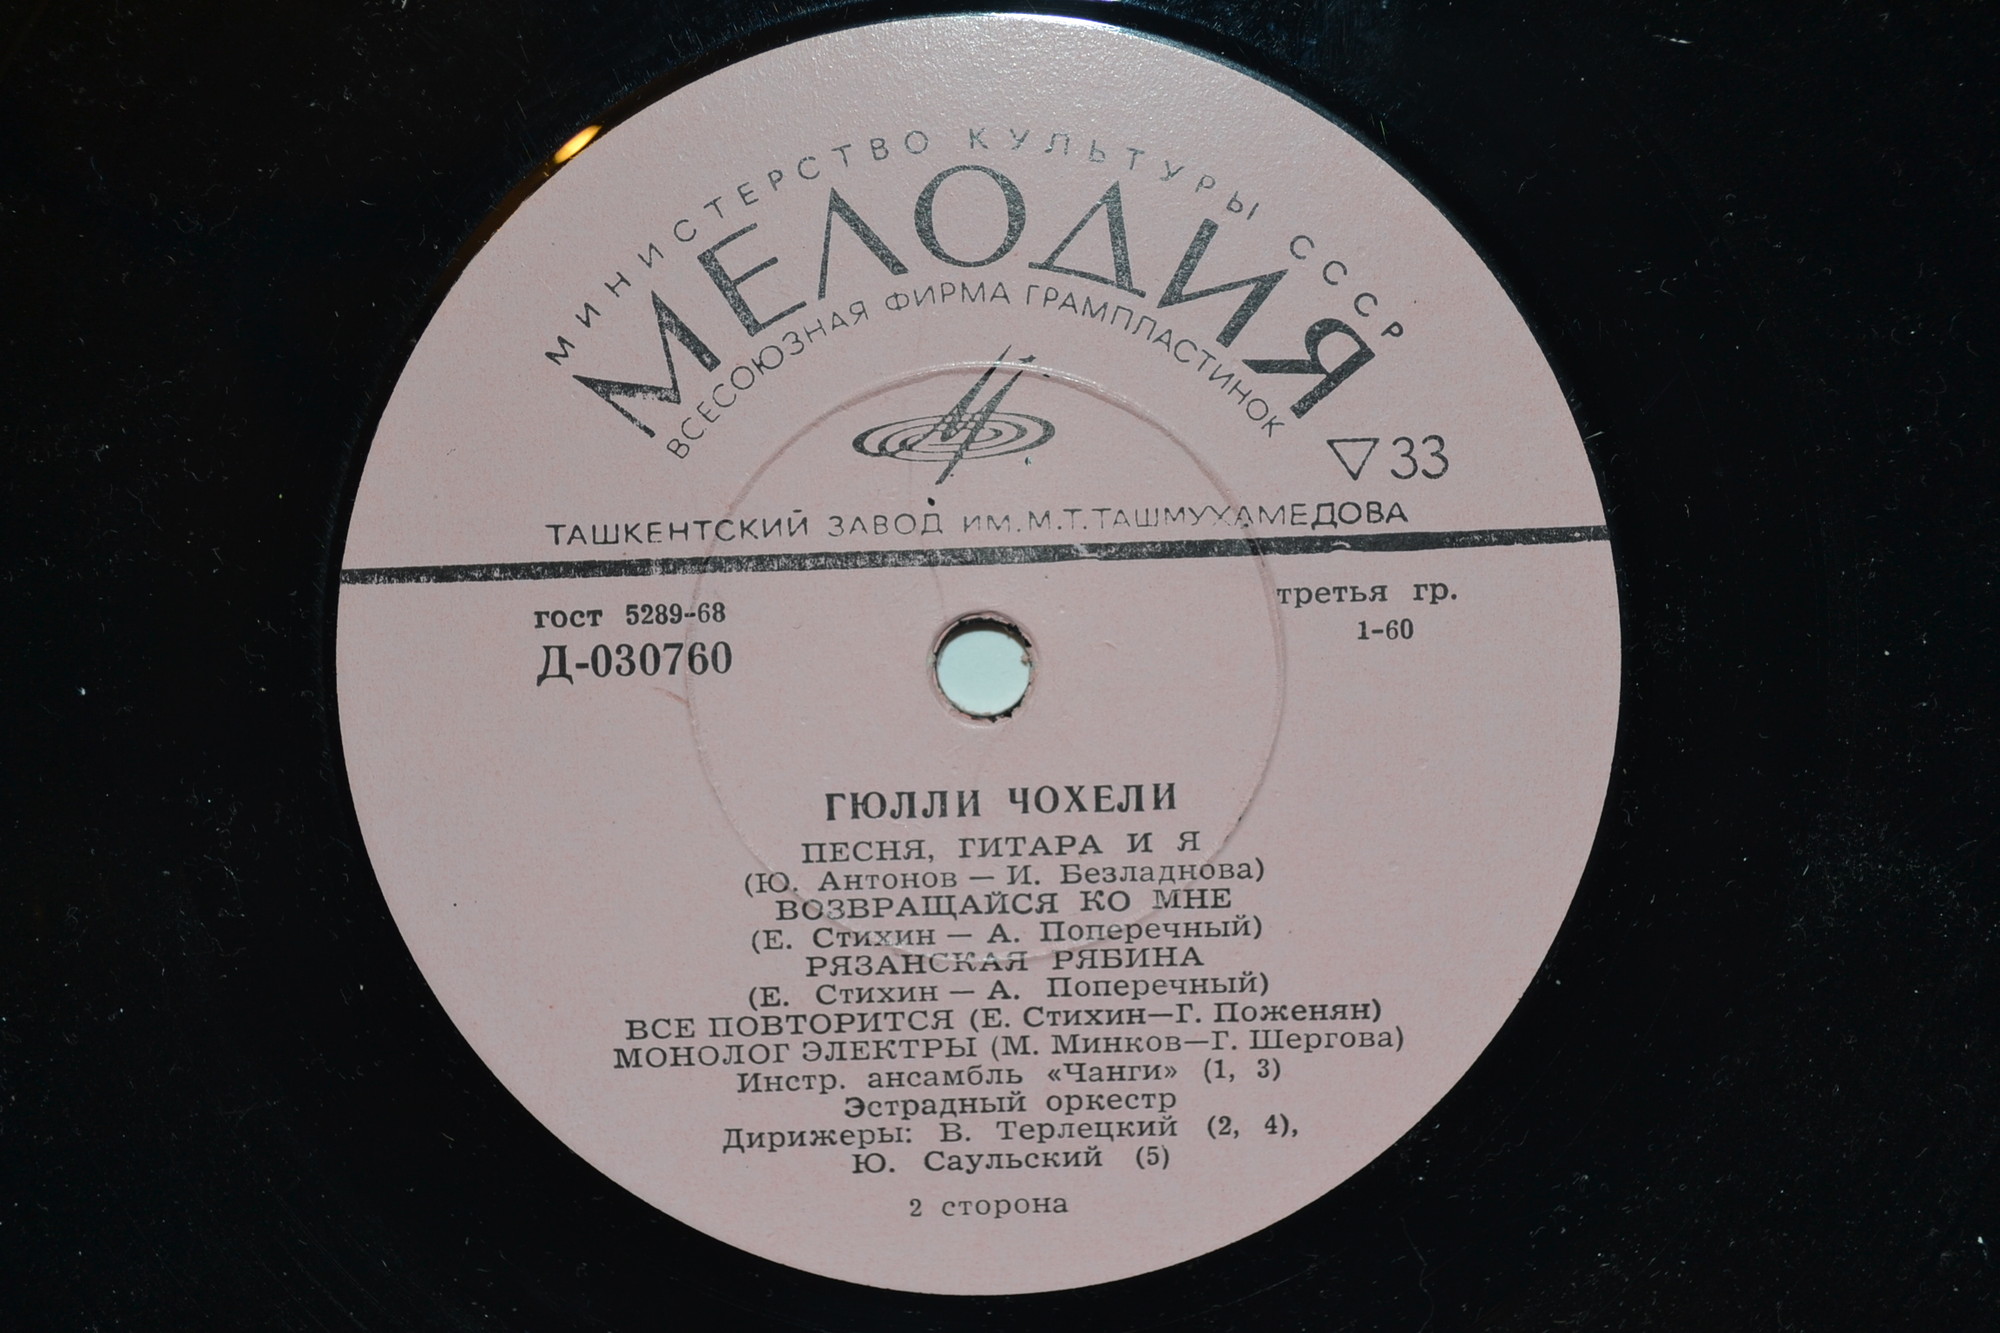 МИНИСТЕРСТВО КУЛЬТУРЫ СССР
МЕЛОДИЯ
ВСЕСОЮЗНАЯ ФИРМА ГРАМПЛАСТИНОК
33
ТАШКЕНТСКИЙ ЗАВОД ИМ. М.Т. ТАШМУХАМЕДОВА
гост 5289-68
Д-030760
третья гр.
1-60
ГЮЛЛИ ЧОХЕЛИ
ПЕСНЯ, ГИТАРА И Я
(Ю. Антонов — И. Безладнова)
ВОЗВРАЩАЙСЯ КО МНЕ
(Е. Стихин — А. Поперечный)
РЯЗАНСКАЯ РЯБИНА
(Е. Стихин — А. Поперечный)
ВСЕ ПОВТОРИТСЯ (Е. Стихин—Г. Поженян)
МОНОЛОГ ЭЛЕКТРЫ (М. Минков—Г. Шергова)
Инстр. ансамбль «Чанги» (1, 3)
Эстрадный оркестр
Дирижеры: В. Терлецкий (2, 4),
Ю. Саульский (5)
2 сторона